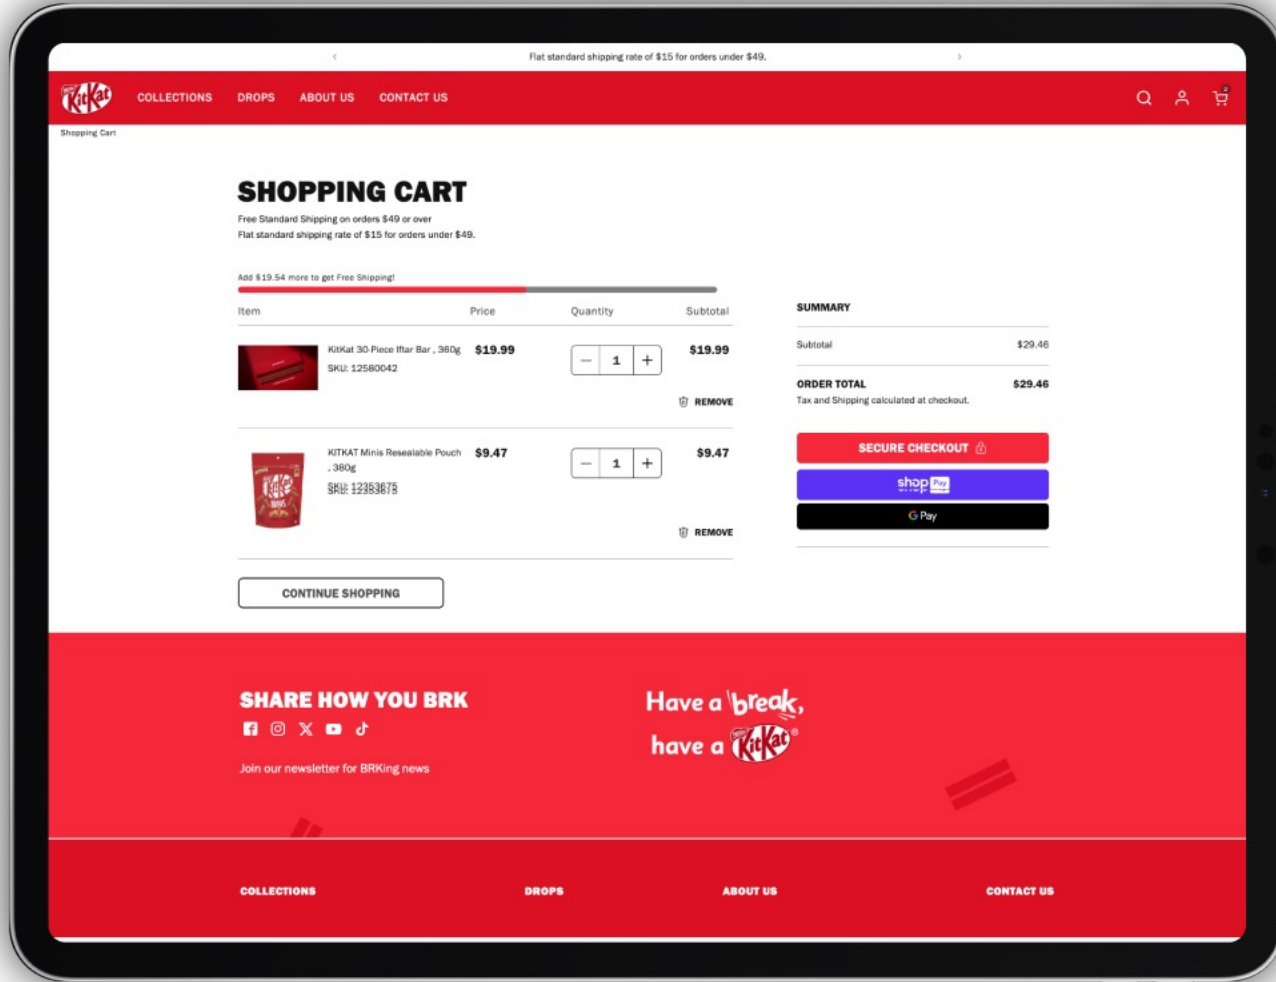 Flat standard shipping rate of $15 for orders under $49.
KitKat
COLLECTIONS
DROPS
ABOUT US
CONTACT US
2
Shopping Cart
SHOPPING CART
Free Standard Shipping on orders $49 or over
Flat standard shipping rate of $15 for orders under $49.
Add $19.54 more to get Free Shipping!
Item Price Quantity Subtotal
KitKat 30-Piece Iftar Bar , 360g $19.99 1 $19.99
SKU: 12580042
REMOVE
KITKAT Minis Resealable Pouch $9.47 1 $9.47
, 380g
KitKat
MINIS
SKU: 12353675
REMOVE
CONTINUE SHOPPING
SUMMARY
Subtotal $29.46
ORDER TOTAL $29.46
Tax and Shipping calculated at checkout.
SECURE CHECKOUT
shop Pay
G Pay
SHARE HOW YOU BRK
Join our newsletter for BRKing news
Have a break,
have a KitKat®
COLLECTIONS
DROPS
ABOUT US
CONTACT US